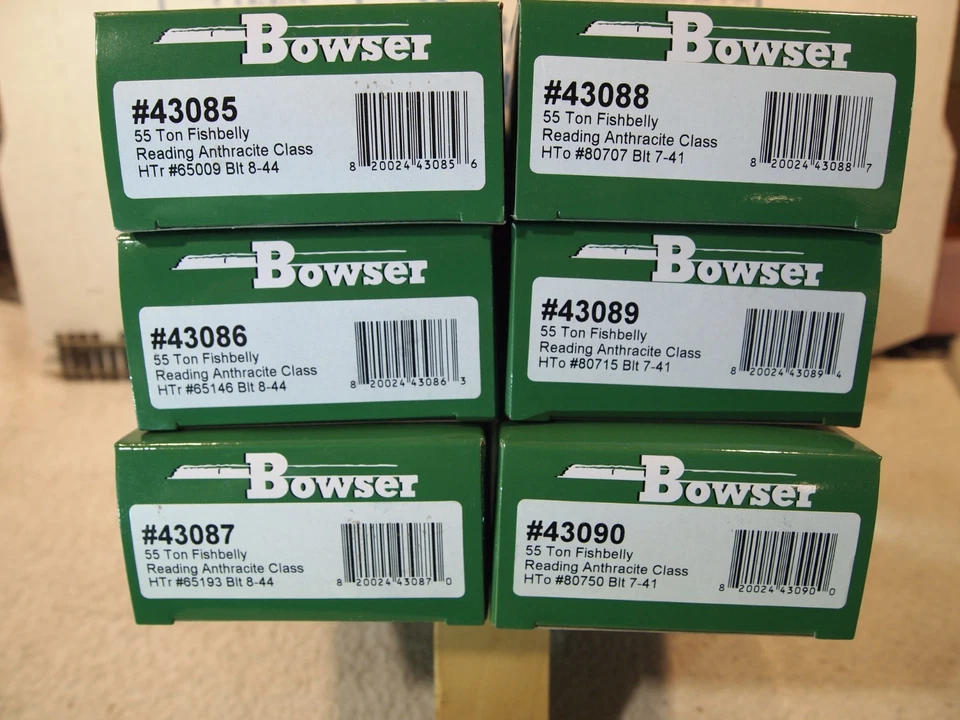 Bowser
#43085
55 Ton Fishbelly
Reading Anthracite Class
HTr #65009 Blt 8-44
8 20024 43085 6
Bowser
#43088
55 Ton Fishbelly
Reading Anthracite Class
HTo #80707 Blt 7-41
8 20024 43088 7
Bowser
#43086
55 Ton Fishbelly
Reading Anthracite Class
HTr #65146 Blt 8-44
8 20024 43086 3
Bowser
#43089
55 Ton Fishbelly
Reading Anthracite Class
HTo #80715 Blt 7-41
8 20024 43089 4
Bowser
#43087
55 Ton Fishbelly
Reading Anthracite Class
HTr #65193 Blt 8-44
8 20024 43087 0
Bowser
#43090
55 Ton Fishbelly
Reading Anthracite Class
HTo #80750 Blt 7-41
8 20024 43090 0